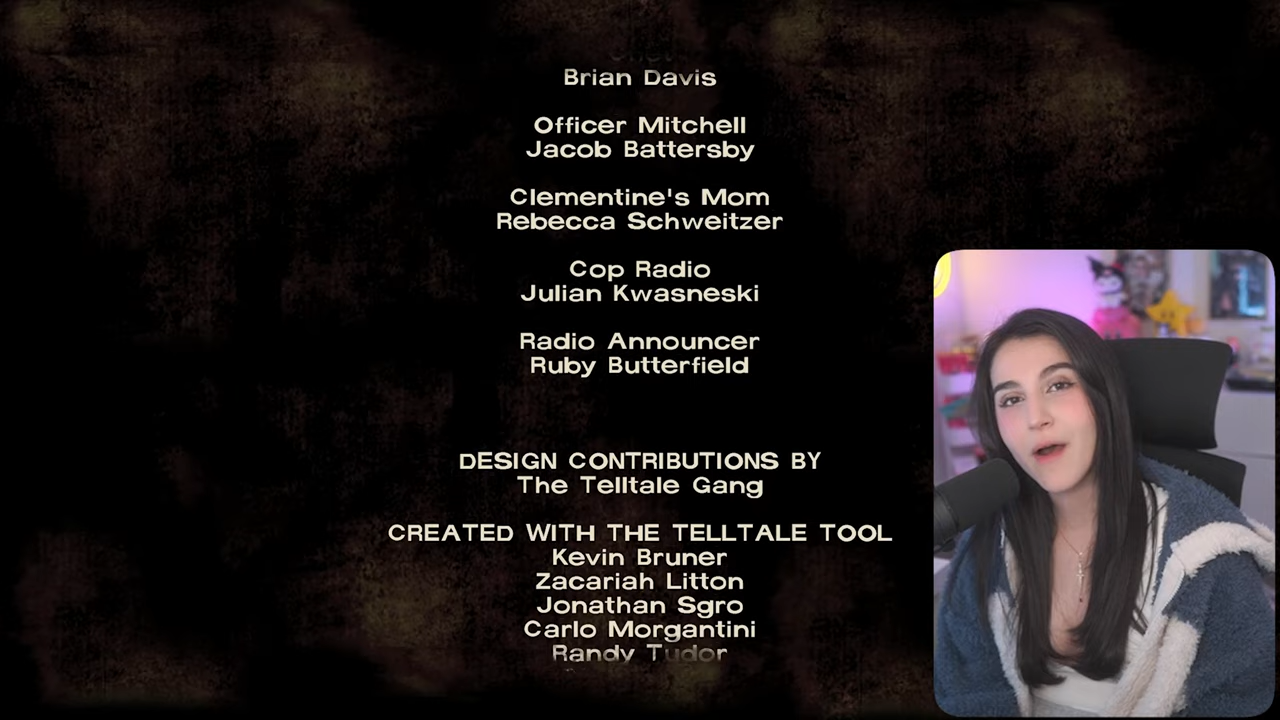 Brian Davis
Officer Mitchell
Jacob Battersby
Clementine's Mom
Rebecca Schweitzer
Cop Radio
Julian Kwasneski
Radio Announcer
Ruby Butterfield
DESIGN CONTRIBUTIONS BY
The Telltale Gang
CREATED WITH THE TELLTALE TOOL
Kevin Bruner
Zacariah Litton
Jonathan Sgro
Carlo Morgantini
Randy Tudor